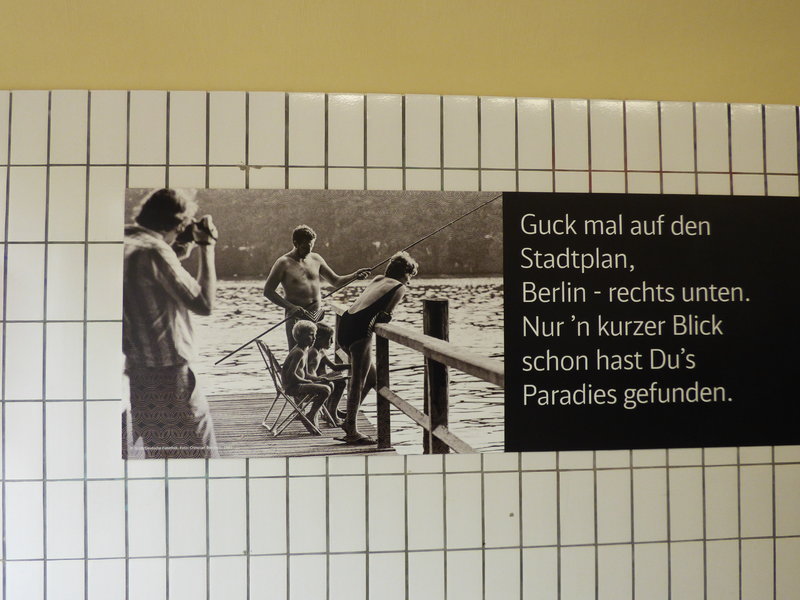 Guck mal auf den
Stadtplan,
Berlin - rechts unten.
Nur ’n kurzer Blick
schon hast Du’s
Paradies gefunden.